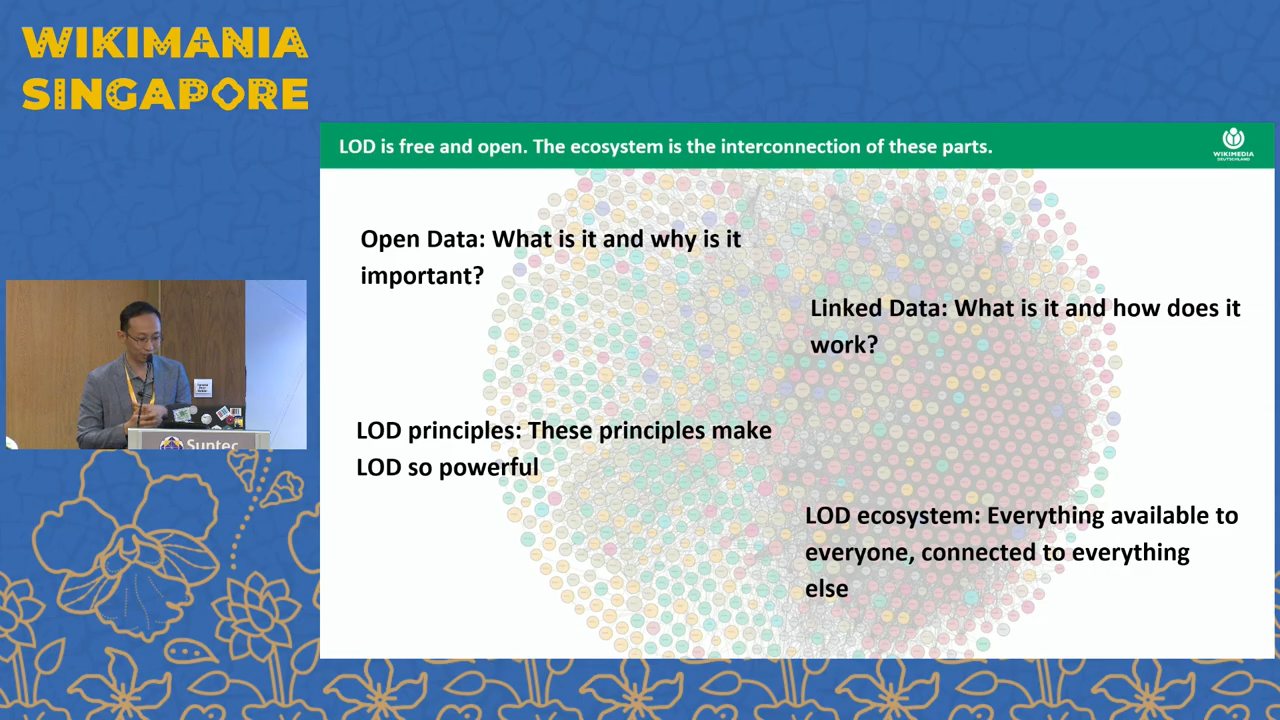 WIKIMANIA
SINGAPORE
LOD is free and open. The ecosystem is the interconnection of these parts.
WIKIMEDIA
DEUTSCHLAND
Open Data: What is it and why is it
important?
Linked Data: What is it and how does it
work?
LOD principles: These principles make
LOD so powerful
LOD ecosystem: Everything available to
everyone, connected to everything
else
Suntec